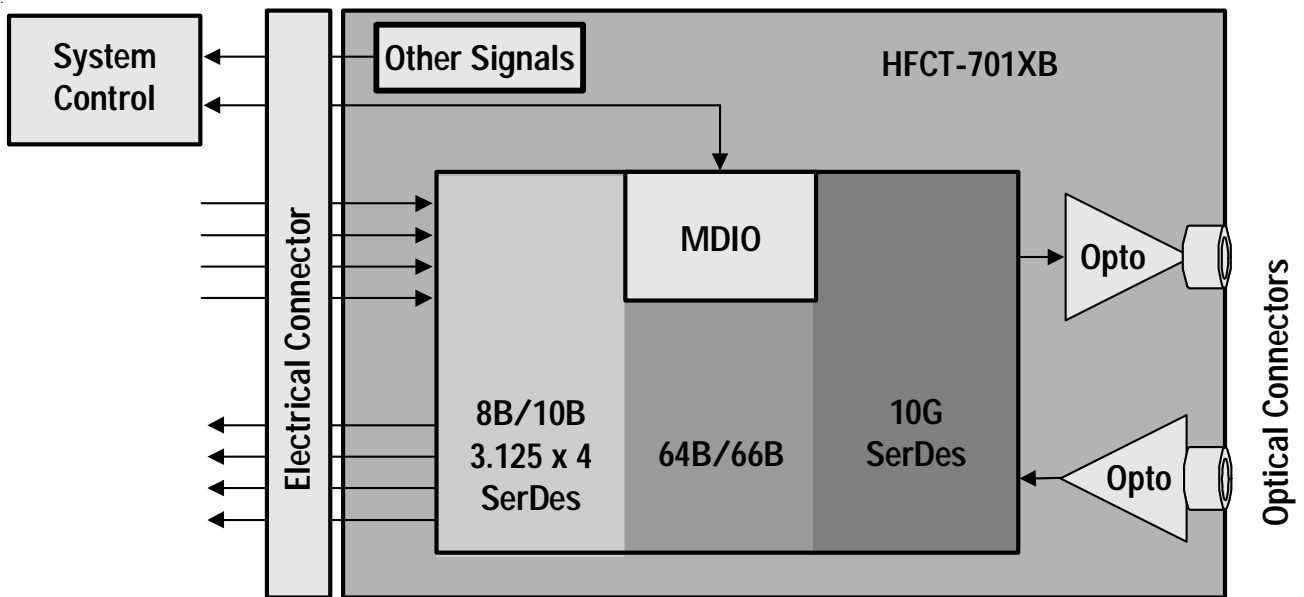 System
Control
Other Signals
HFCT-701XB
Electrical Connector
MDIO
Opto
8B/10B
3.125 x 4
SerDes
64B/66B
10G
SerDes
Opto
Optical Connectors